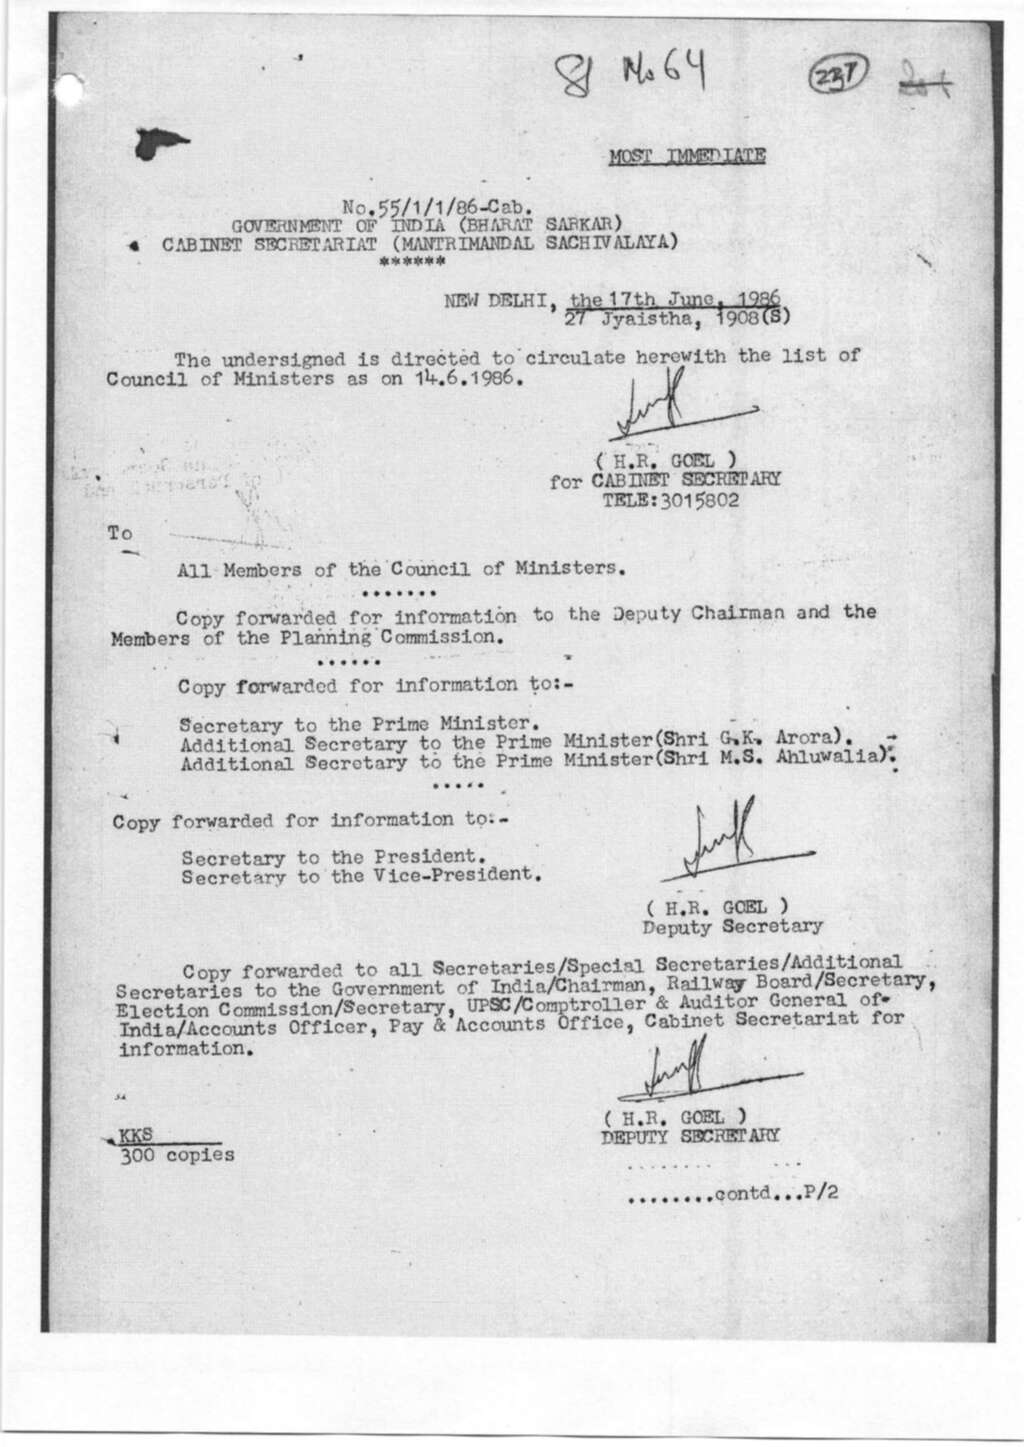 Sl No 64 237
MOST IMMEDIATE
No.55/1/1/86-Cab.
GOVERNMENT OF INDIA (BHARAT SARKAR)
CABINET SECRETARIAT (MANTRIMANDAL SACHIVALAYA)
******
NEW DELHI, the 17th June, 1986
27 Jyaistha, 1908(S)
The undersigned is directed to circulate herewith the list of
Council of Ministers as on 14.6.1986.
( H.R. GOEL )
for CABINET SECRETARY
TELE:3015802
To
All Members of the Council of Ministers.
.......
Copy forwarded for information to the Deputy Chairman and the
Members of the Planning Commission.
......
Copy forwarded for information to:-
Secretary to the Prime Minister.
Additional Secretary to the Prime Minister(Shri G.K. Arora).
Additional Secretary to the Prime Minister(Shri M.S. Ahluwalia).
.....
Copy forwarded for information to:-
Secretary to the President.
Secretary to the Vice-President.
( H.R. GOEL )
Deputy Secretary
Copy forwarded to all Secretaries/Special Secretaries/Additional
Secretaries to the Government of India/Chairman, Railway Board/Secretary,
Election Commission/Secretary, UPSC/Comptroller & Auditor General of
India/Accounts Officer, Pay & Accounts Office, Cabinet Secretariat for
information.
( H.R. GOEL )
DEPUTY SECRETARY
KKS
300 copies
........contd...P/2